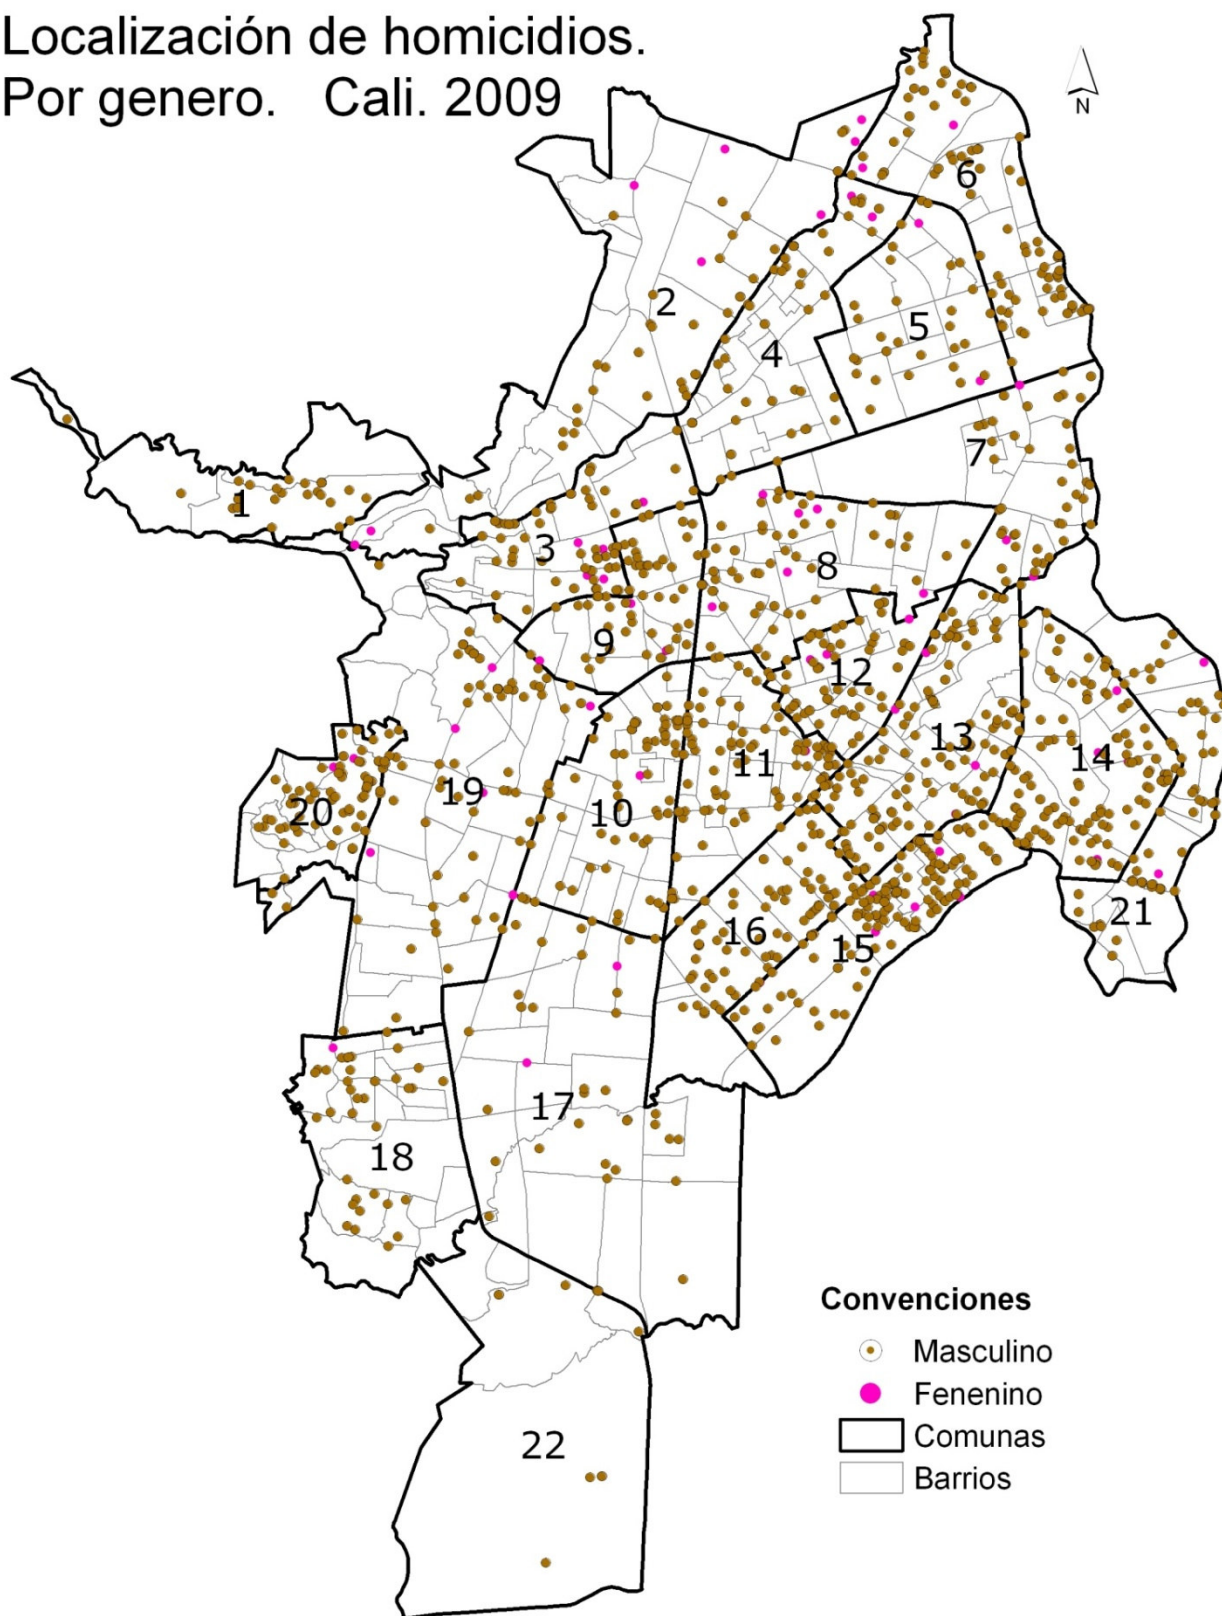 Localización de homicidios.
Por genero. Cali. 2009
N
6
2
5
4
7
1
3
8
9
12
13
14
11
19
20
10
21
16
15
17
18
22
Convenciones
Masculino
Fenenino
Comunas
Barrios